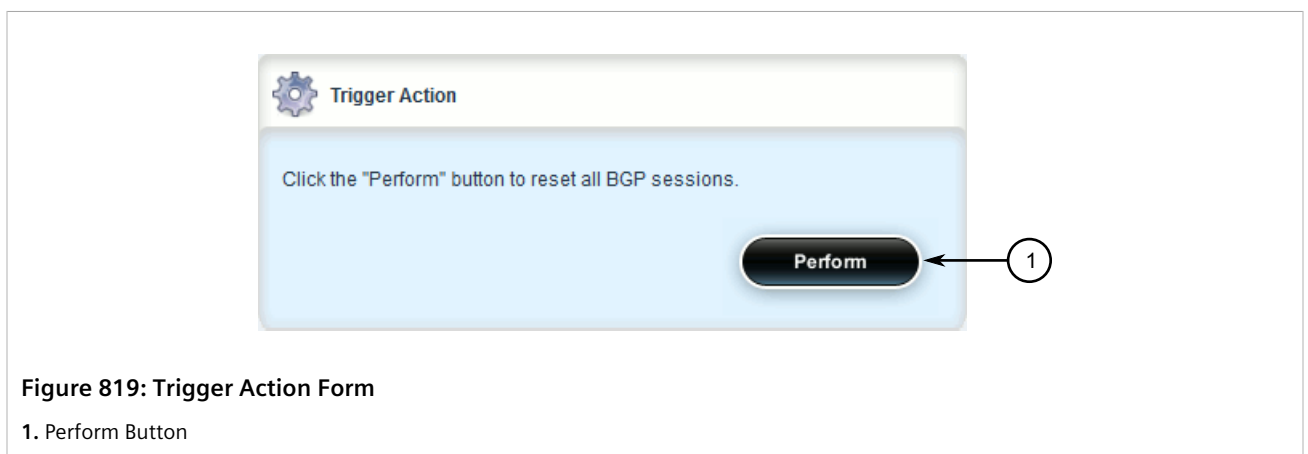 Trigger Action
Click the "Perform" button to reset all BGP sessions.
Perform
1
Figure 819: Trigger Action Form
1. Perform Button